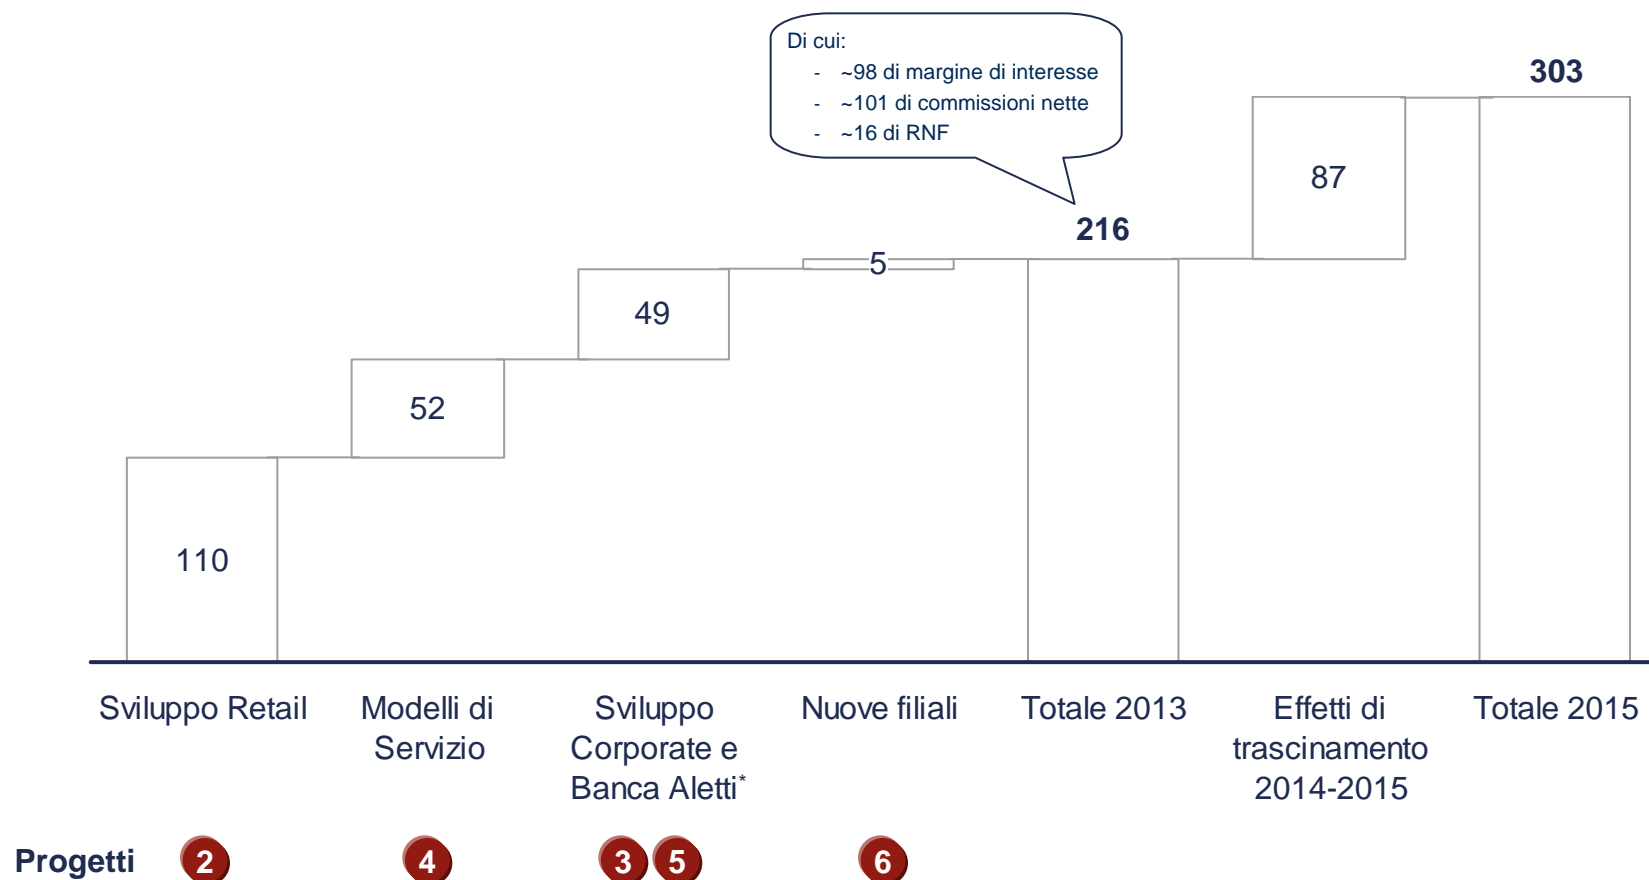 Di cui:
- ~98 di margine di interesse
- ~101 di commissioni nette
- ~16 di RNF
303
87
216
5
49
52
110
Sviluppo Retail
Modelli di
Servizio
Sviluppo
Corporate e
Banca Aletti*
Nuove filiali
Totale 2013
Effetti di
trascinamento
2014-2015
Totale 2015
Progetti 2 4 3 5 6